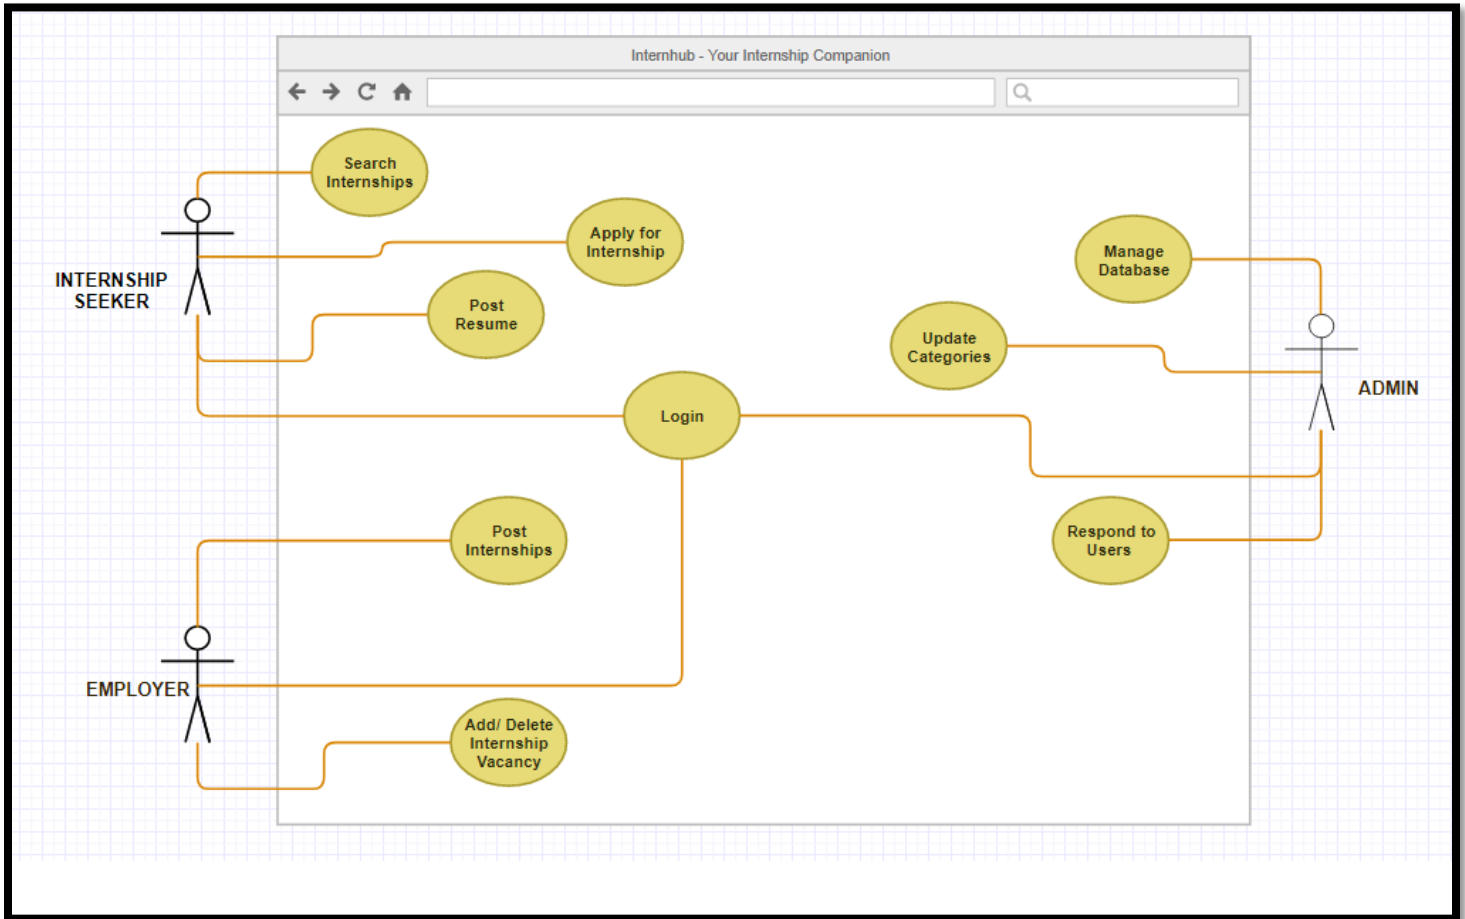 Internhub - Your Internship Companion
Search
Internships
Apply for
Internship
Manage
Database
INTERNSHIP
SEEKER
Post
Resume
Update
Categories
ADMIN
Login
Post
Internships
Respond to
Users
EMPLOYER
Add/ Delete
Internship
Vacancy